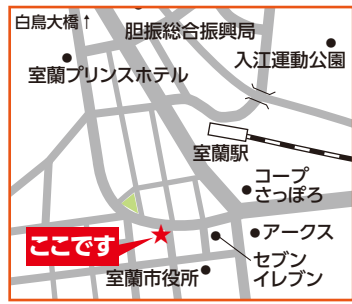 白鳥大橋↑
胆振総合振興局
入江運動公園
室蘭プリンスホテル
室蘭駅
コープ
さっぽろ
アークス
ここです
セブン
イレブン
室蘭市役所